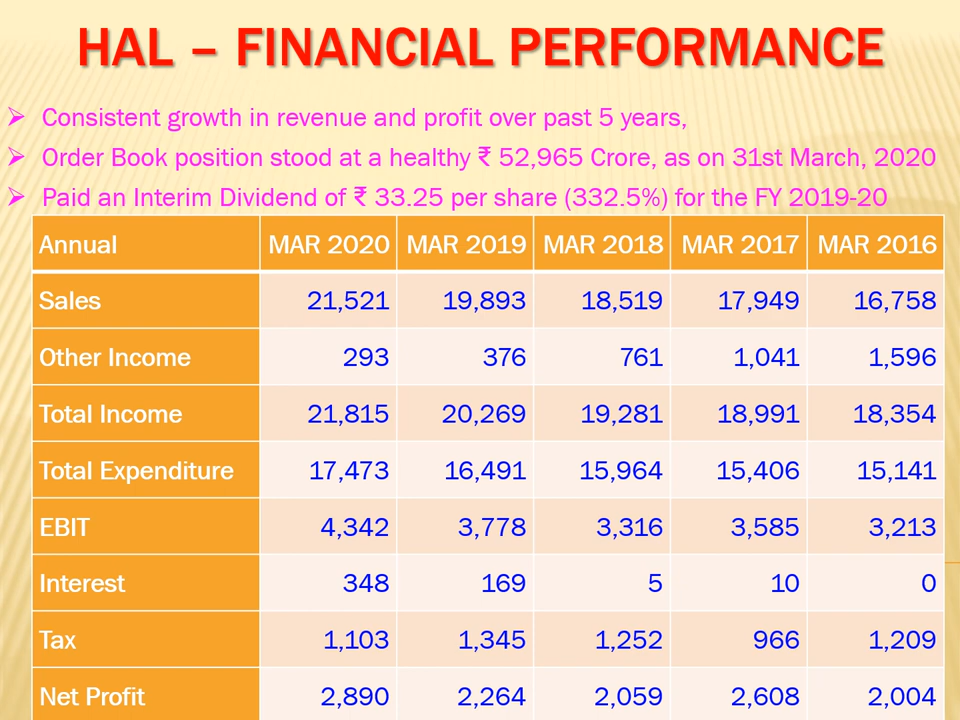 HAL – FINANCIAL PERFORMANCE
➢ Consistent growth in revenue and profit over past 5 years,
➢ Order Book position stood at a healthy ₹ 52,965 Crore, as on 31st March, 2020
➢ Paid an Interim Dividend of ₹ 33.25 per share (332.5%) for the FY 2019-20
Annual MAR 2020 MAR 2019 MAR 2018 MAR 2017 MAR 2016
Sales 21,521 19,893 18,519 17,949 16,758
Other Income 293 376 761 1,041 1,596
Total Income 21,815 20,269 19,281 18,991 18,354
Total Expenditure 17,473 16,491 15,964 15,406 15,141
EBIT 4,342 3,778 3,316 3,585 3,213
Interest 348 169 5 10 0
Tax 1,103 1,345 1,252 966 1,209
Net Profit 2,890 2,264 2,059 2,608 2,004